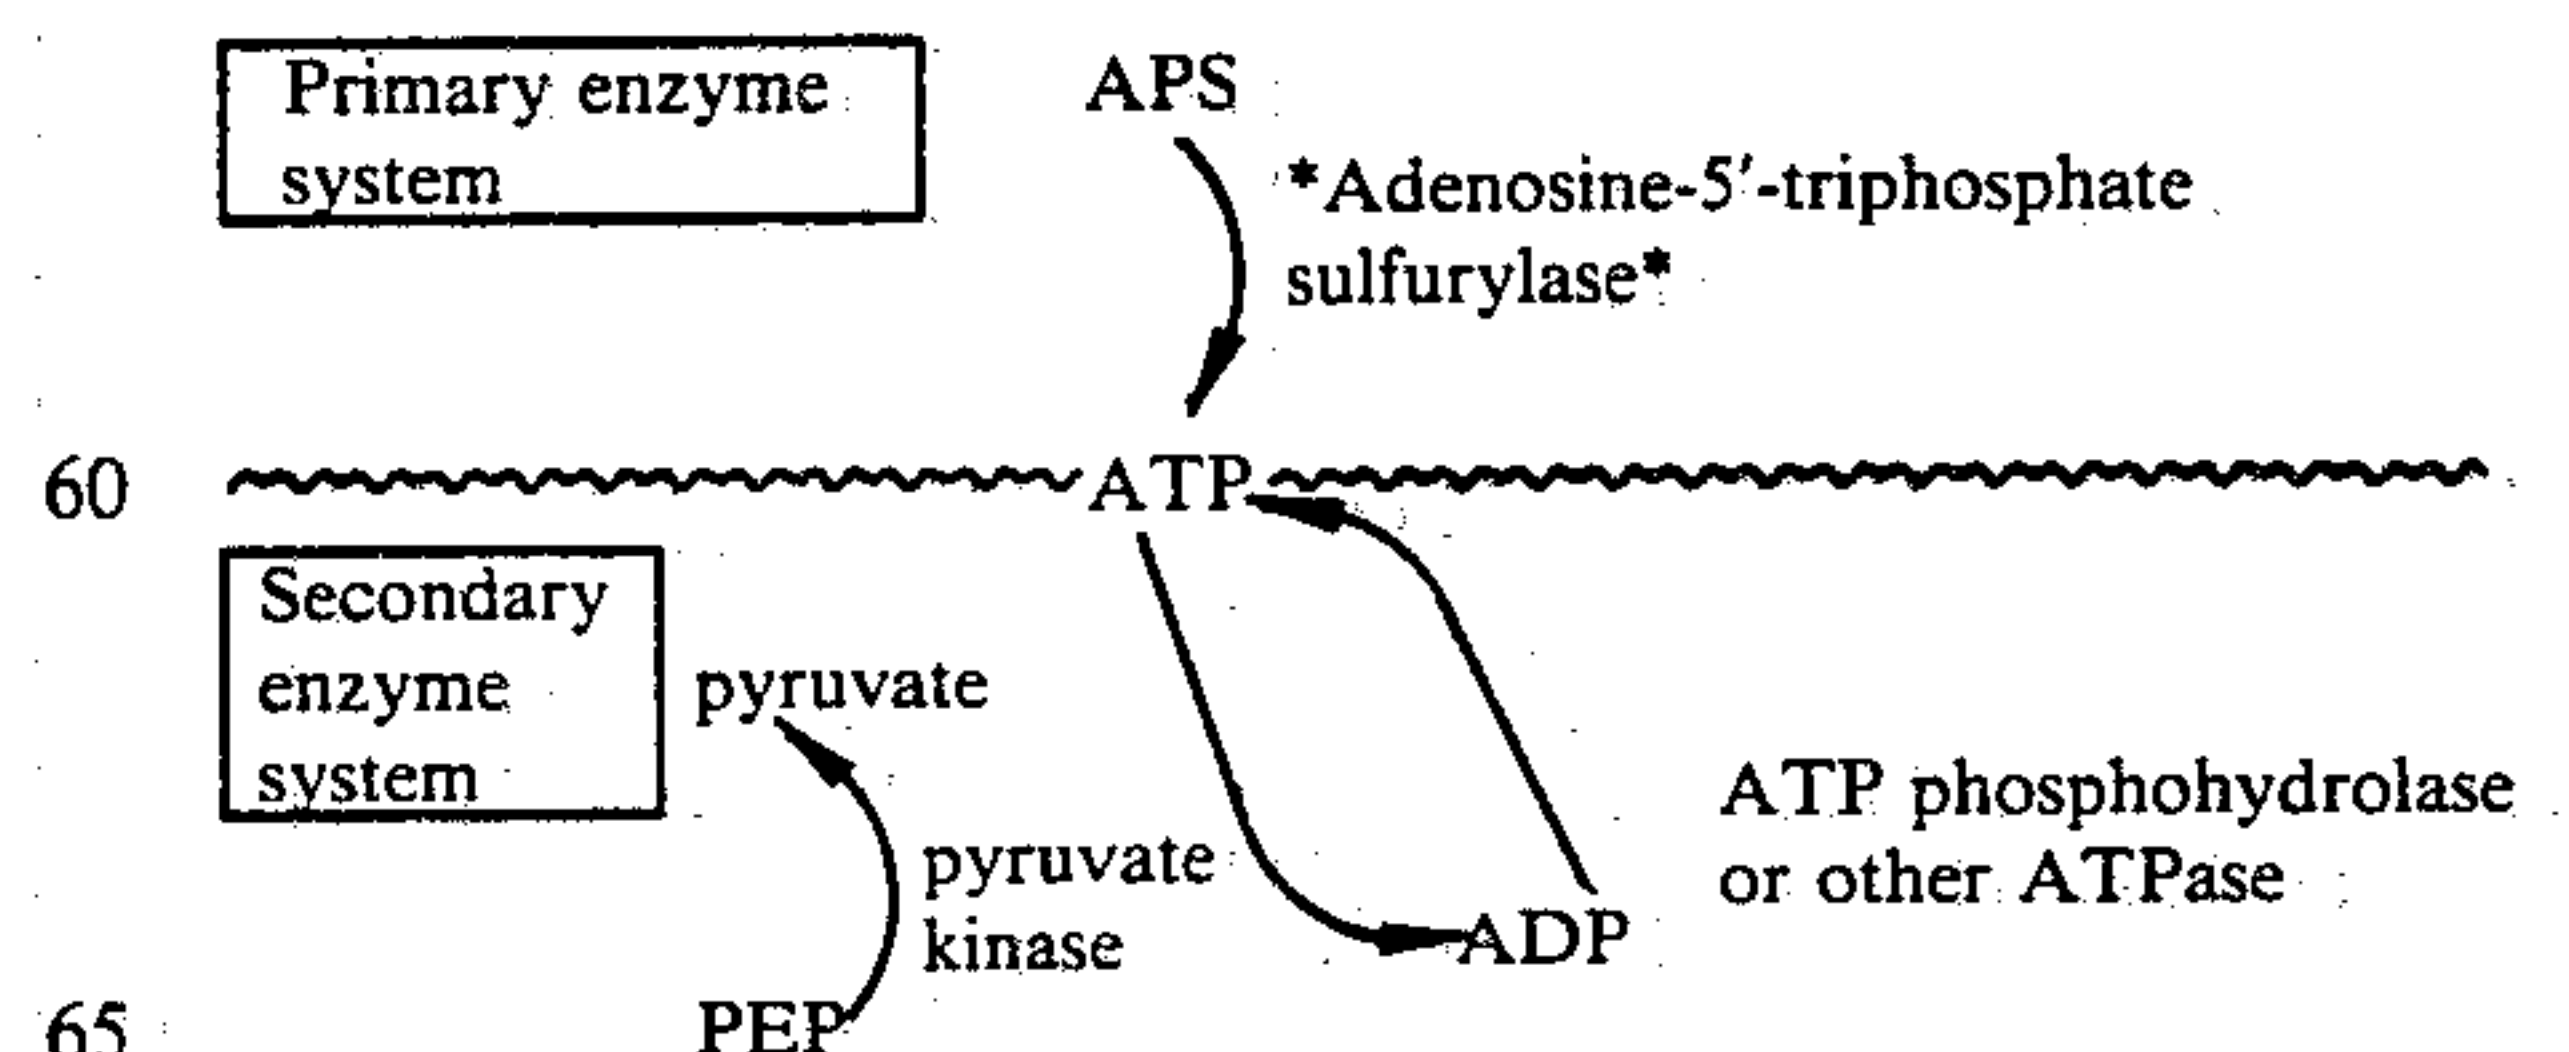 Primary enzyme
system
APS
*Adenosine-5'-triphosphate
sulfurylase*
60
ATP
Secondary
enzyme
system
pyruvate
ATP phosphohydrolase
or other ATPase
pyruvate
kinase
ADP
65
PEP